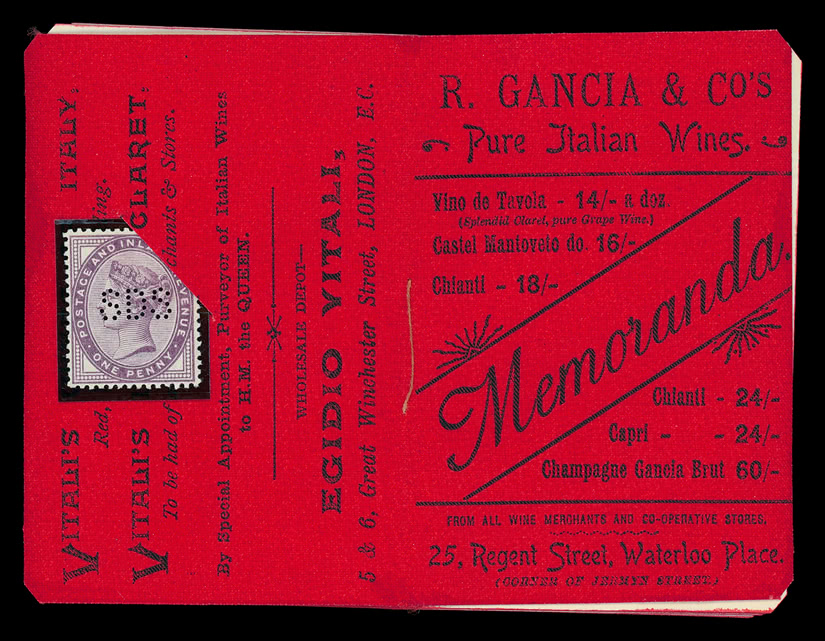 ITALY.
VITALI'S
Red,
ing.
VITALI'S
CLARET.
To be had of
chants & Stores.
By Special Appointment, Purveyor of Italian Wines
to H.M. the QUEEN.
WHOLESALE DEPOT—
EGIDIO VITALI,
5 & 6, Great Winchester Street, LONDON, E.C.
POSTAGE AND INL
EVENUE
ONE PENNY
R. GANCIA & CO'S
Pure Italian Wines.
Vino de Tavola - 14/- a doz.
(Splendid Claret, pure Grape Wine.)
Castel Mantoveto do. 16/-
Chianti - 18/-
Memoranda.
Chianti - 24/-
Capri - - 24/-
Champagne Gancia Brut 60/-
FROM ALL WINE MERCHANTS AND CO-OPERATIVE STORES.
25, Regent Street, Waterloo Place.
(CORNER OF JERMYN STREET.)